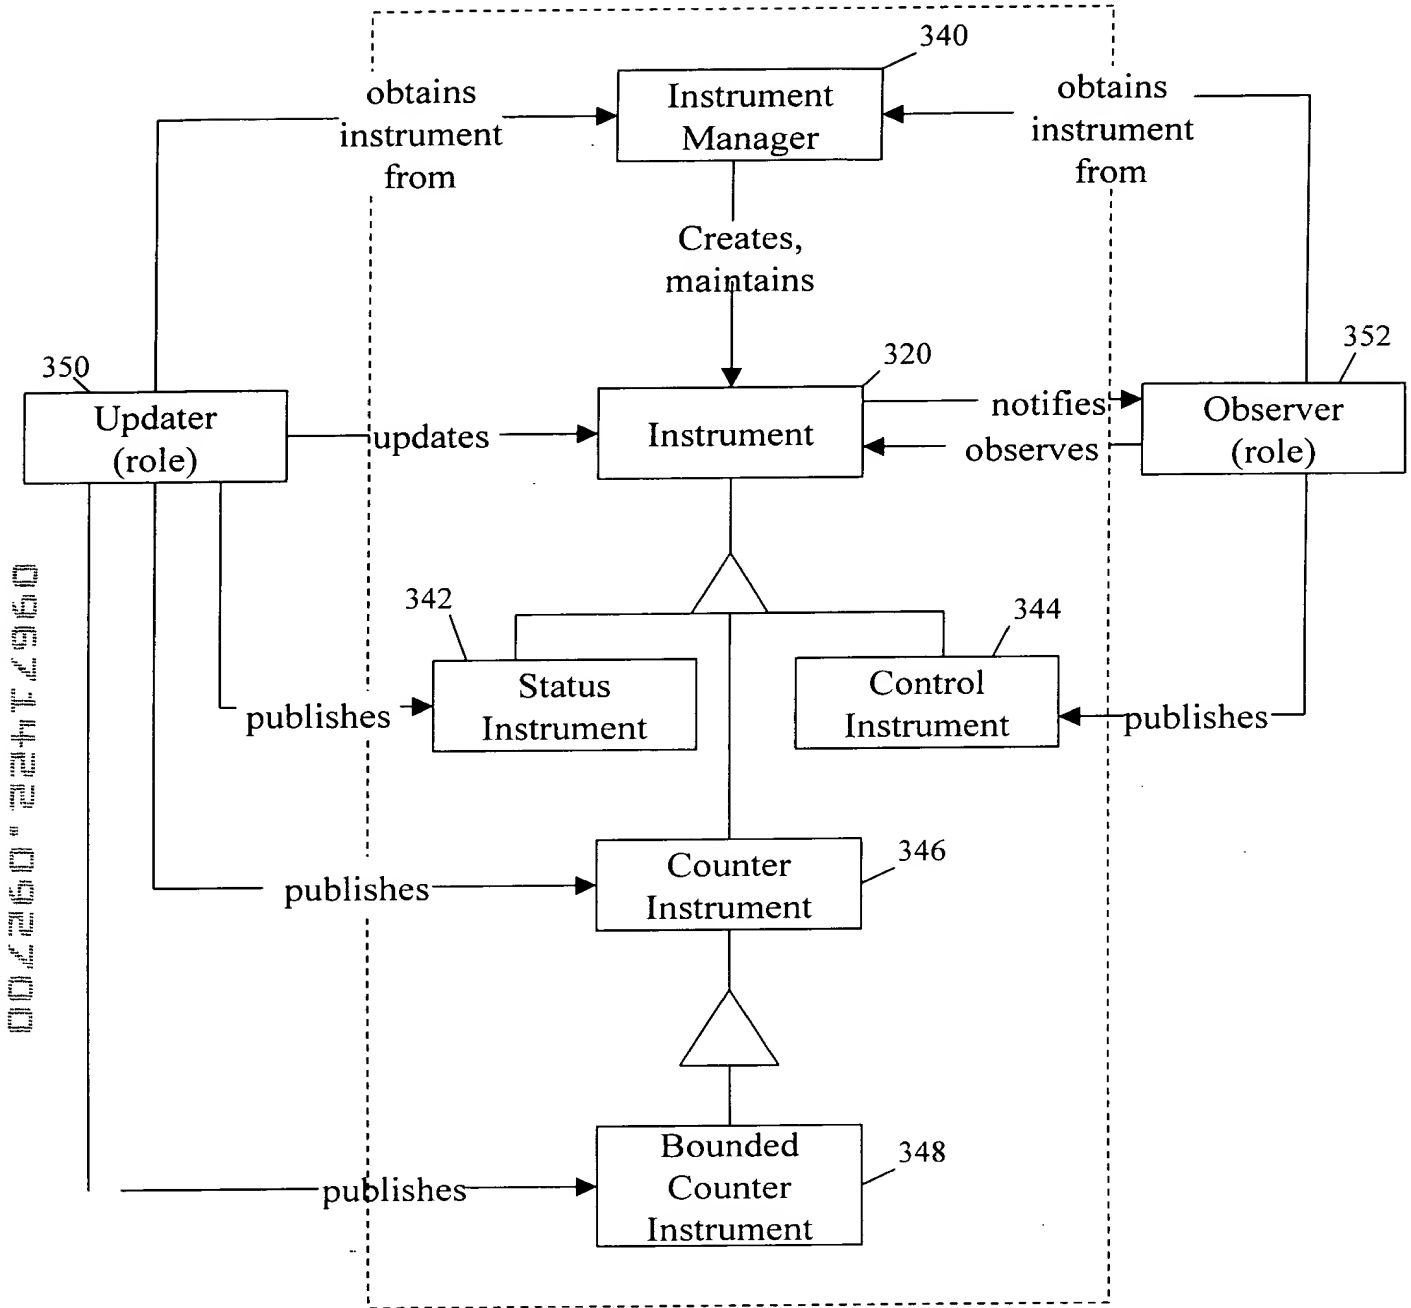 340
obtains
instrument
from
Instrument
Manager
obtains
instrument
from
Creates,
maintains
350
320
352
Updater
(role)
updates
Instrument
notifies
observes
Observer
(role)
342
344
Status
Instrument
Control
Instrument
publishes
publishes
Counter
Instrument
346
publishes
Bounded
Counter
Instrument
348
publishes
09671422.092700